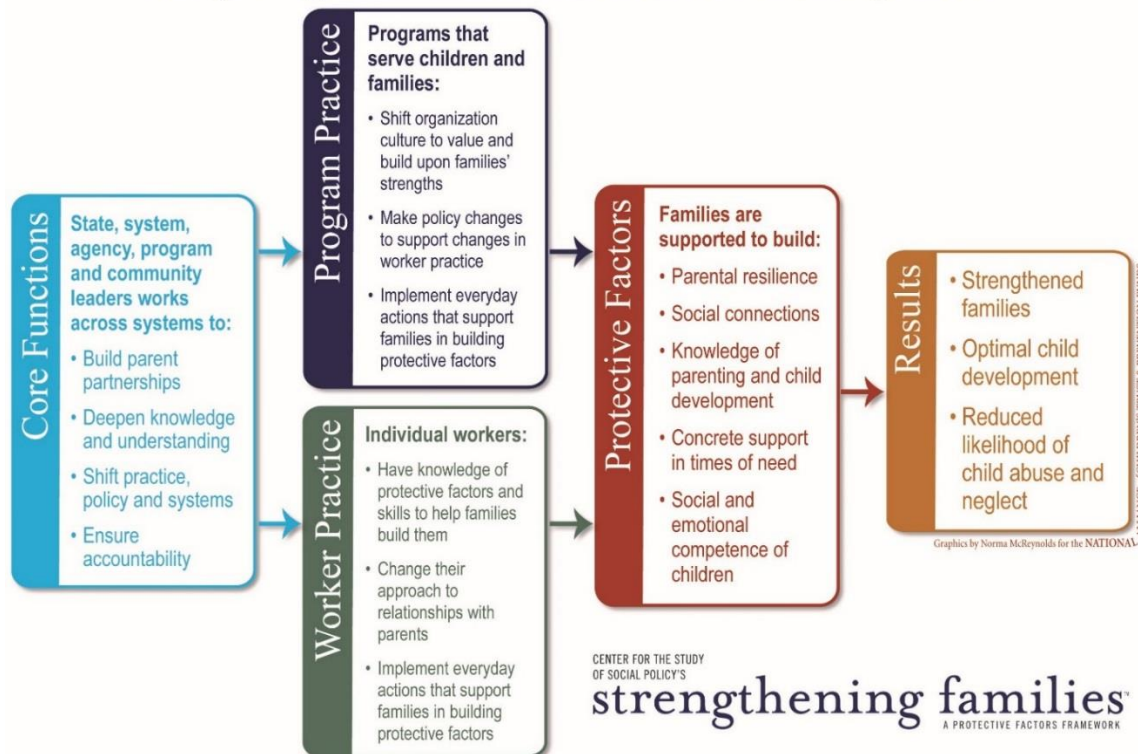 Core Functions
State, system,
agency, program
and community
leaders works
across systems to:
• Build parent
partnerships
• Deepen knowledge
and understanding
• Shift practice,
policy and systems
• Ensure
accountability
Program Practice
Programs that
serve children and
families:
• Shift organization
culture to value and
build upon families'
strengths
• Make policy changes
to support changes in
worker practice
• Implement everyday
actions that support
families in building
protective factors
Worker Practice
Individual workers:
• Have knowledge of
protective factors and
skills to help families
build them
• Change their
approach to
relationships with
parents
• Implement everyday
actions that support
families in building
protective factors
Protective Factors
Families are
supported to build:
• Parental resilience
• Social connections
• Knowledge of
parenting and child
development
• Concrete support
in times of need
• Social and
emotional
competence of
children
Results
• Strengthened
families
• Optimal child
development
• Reduced
likelihood of
child abuse and
neglect
Graphics by Norma McReynolds for the NATIONAL
CENTER FOR THE STUDY
OF SOCIAL POLICY'S
strengthening families™
A PROTECTIVE FACTORS FRAMEWORK